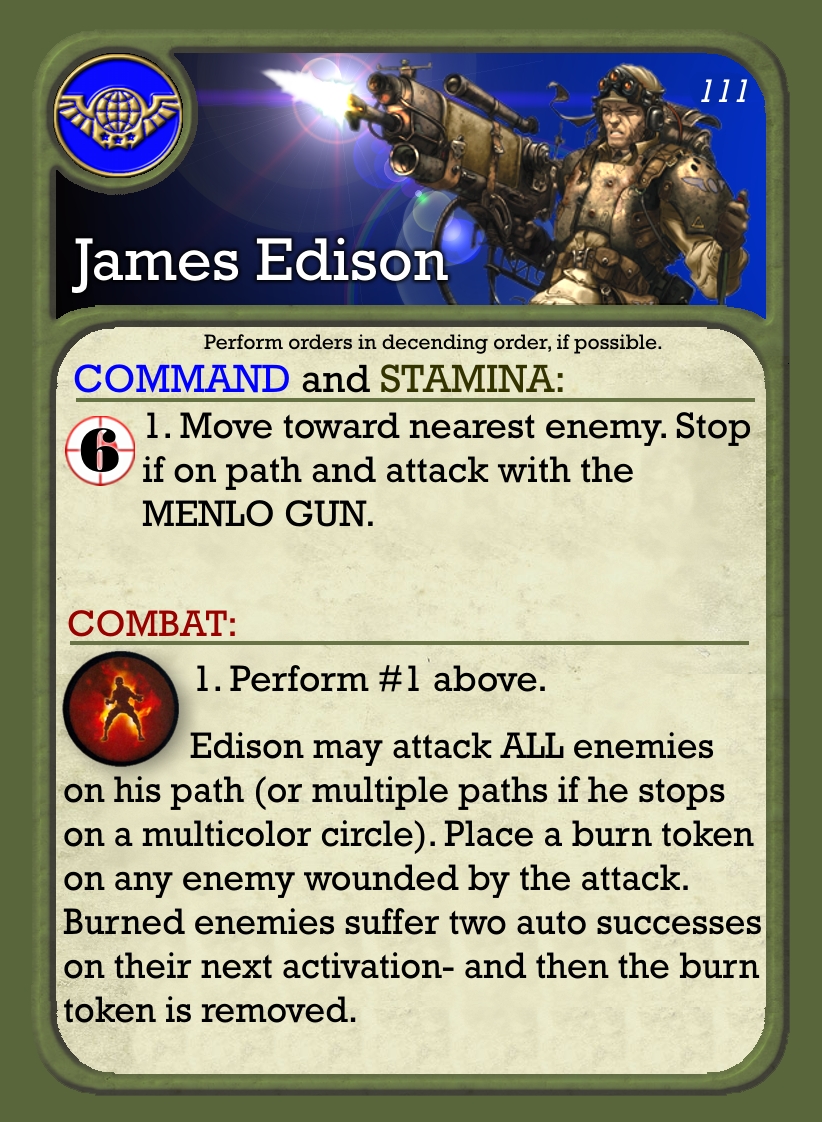 111
James Edison
Perform orders in decending order, if possible.
COMMAND and STAMINA:
6
1. Move toward nearest enemy. Stop
if on path and attack with the
MENLO GUN.
COMBAT:
1. Perform #1 above.
Edison may attack ALL enemies
on his path (or multiple paths if he stops
on a multicolor circle). Place a burn token
on any enemy wounded by the attack.
Burned enemies suffer two auto successes
on their next activation- and then the burn
token is removed.